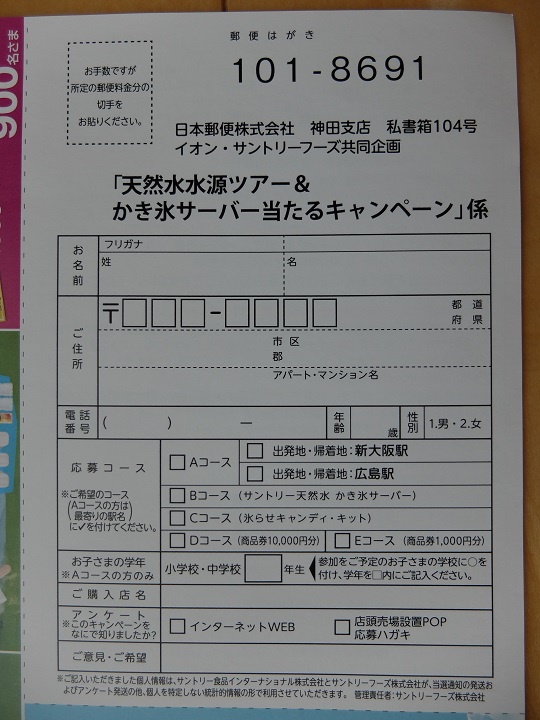 900名さま
郵便はがき
お手数ですが
所定の郵便料金分の
切手を
お貼りください。
101-8691
日本郵便株式会社 神田支店 私書箱104号
イオン・サントリーフーズ共同企画
「天然水水源ツアー&
かき氷サーバー当たるキャンペーン」係
お名前
フリガナ
姓 名
ご住所
〒□□□-□□□□ 都道
府県
市区
郡
アパート・マンション名
電話
番号
( ) ー
年齢
歳
性別
1.男・2.女
応募コース
※ご希望のコース
(Aコースの方は
最寄りの駅名)
に✔を付けてください。
□Aコース
□ 出発地・帰着地:新大阪駅
□ 出発地・帰着地:広島駅
□Bコース(サントリー天然水 かき氷サーバー)
□Cコース(氷らせキャンディ・キット)
□Dコース(商品券10,000円分) □Eコース(商品券1,000円分)
お子さまの学年
※Aコースの方のみ
小学校・中学校 □ 年生
◀参加をご予定のお子さまの学校に○を
付け、学年を□内にご記入ください。
ご購入店名
アンケート
※このキャンペーンを
なにで知りましたか?
□インターネットWEB
□店頭売場設置POP
応募ハガキ
ご意見・ご希望
※ご記入いただきました個人情報は、サントリー食品インターナショナル株式会社とサントリーフーズ株式会社が、当選通知の発送お
よびアンケート発送の他、個人を特定しない統計的情報の形で利用させていただきます。 管理責任者:サントリーフーズ株式会社